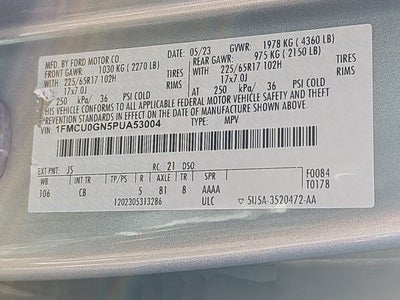 MFD. BY FORD MOTOR CO.
DATE: 05/23 GVWR: 1978 KG (4360 LB)
FRONT GAWR: 1030 KG (2270 LB) REAR GAWR: 975 KG (2150 LB)
225/65R17 102H TIRES 225/65R17 102H
17x7.0J RIMS 17x7.0J
AT 250 kPa/ 36 PSI COLD AT 250 kPa/ 36 PSI COLD
THIS VEHICLE CONFORMS TO ALL APPLICABLE FEDERAL MOTOR VEHICLE SAFETY, BUMPER, AND THEFT
PREVENTION STANDARDS IN EFFECT ON THE DATE OF MANUFACTURE SHOWN ABOVE.
VIN: 1FMCU0GN5PUA53004 TYPE: MPV
EXT PNT: JS RC: 21 DSO: F0084
WB INT TR TP/PS R AXLE TR SPR T0178
106 CB 5 81 8 AAAA
1202305313286 ULC ▽ 5U5A-3520472-AA